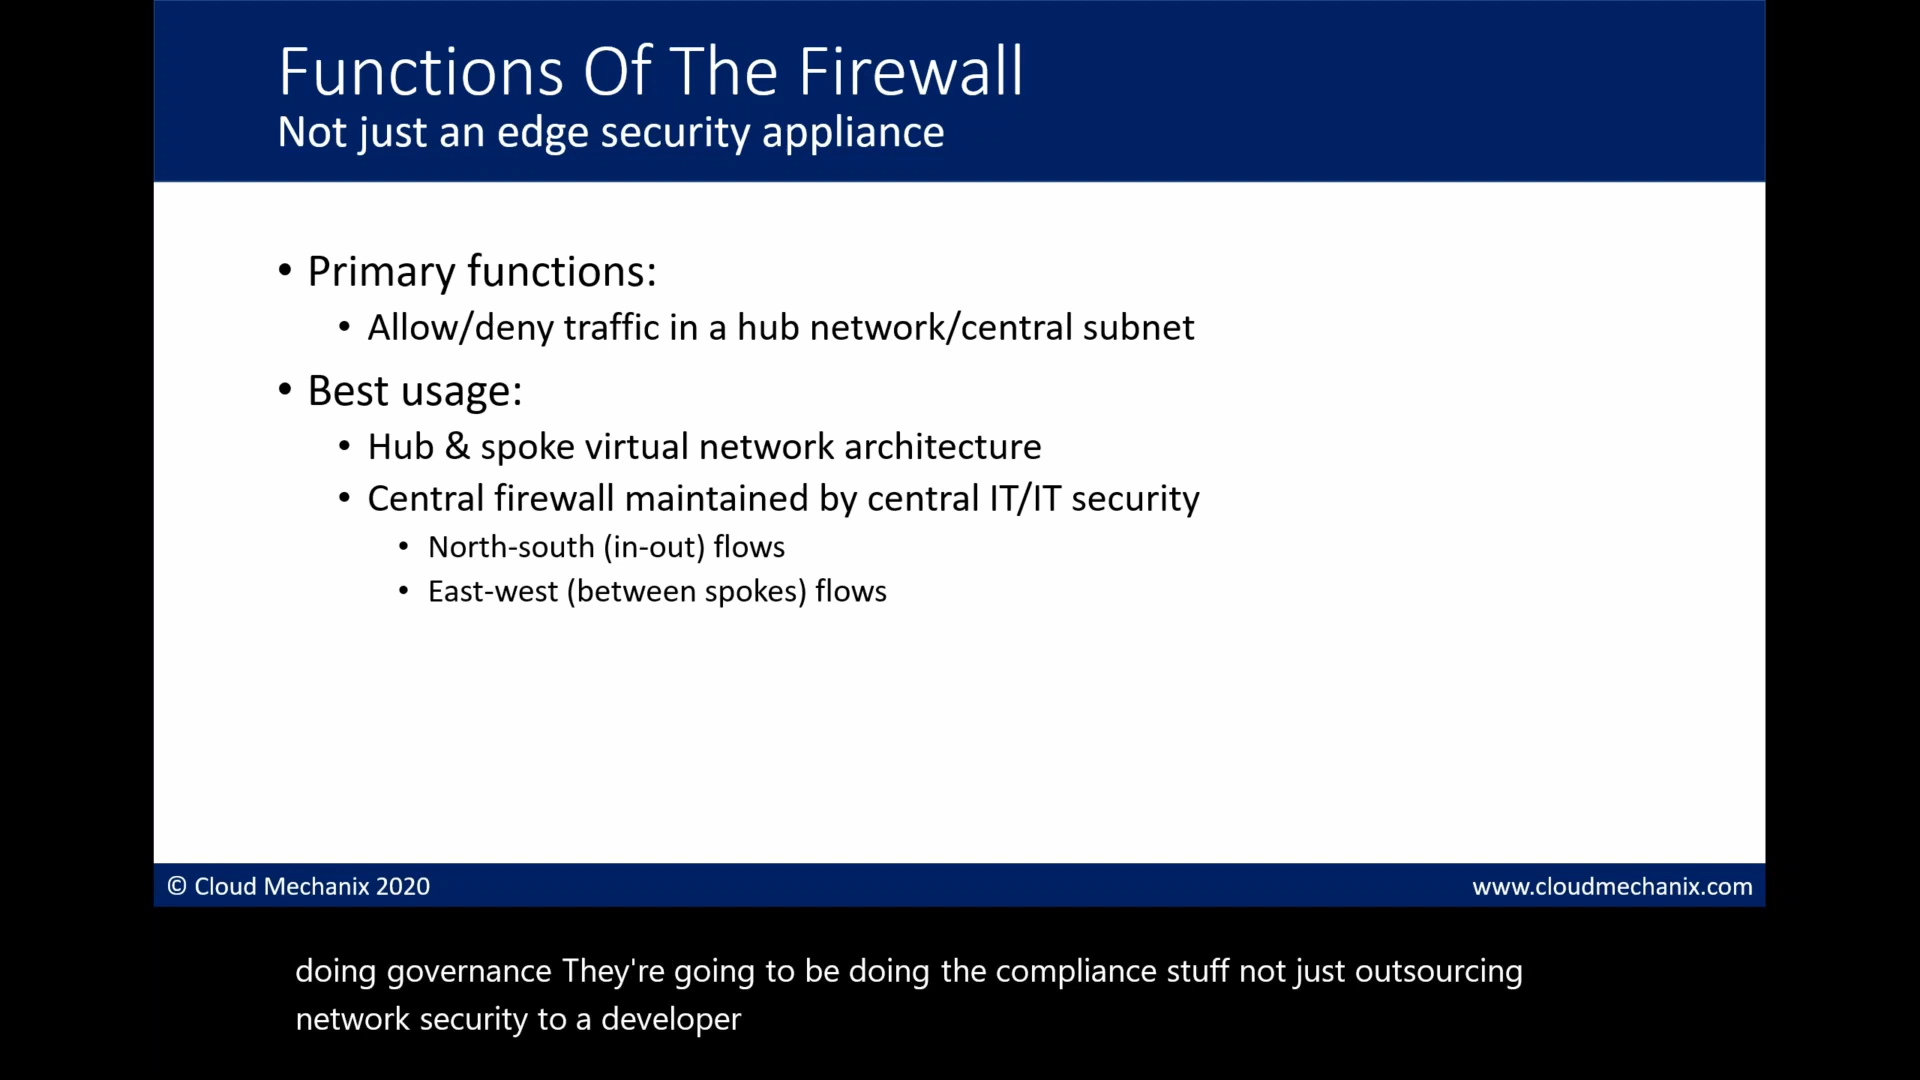 Functions Of The Firewall
Not just an edge security appliance
• Primary functions:
• Allow/deny traffic in a hub network/central subnet
• Best usage:
• Hub & spoke virtual network architecture
• Central firewall maintained by central IT/IT security
• North-south (in-out) flows
• East-west (between spokes) flows
© Cloud Mechanix 2020
www.cloudmechanix.com
doing governance They're going to be doing the compliance stuff not just outsourcing
network security to a developer